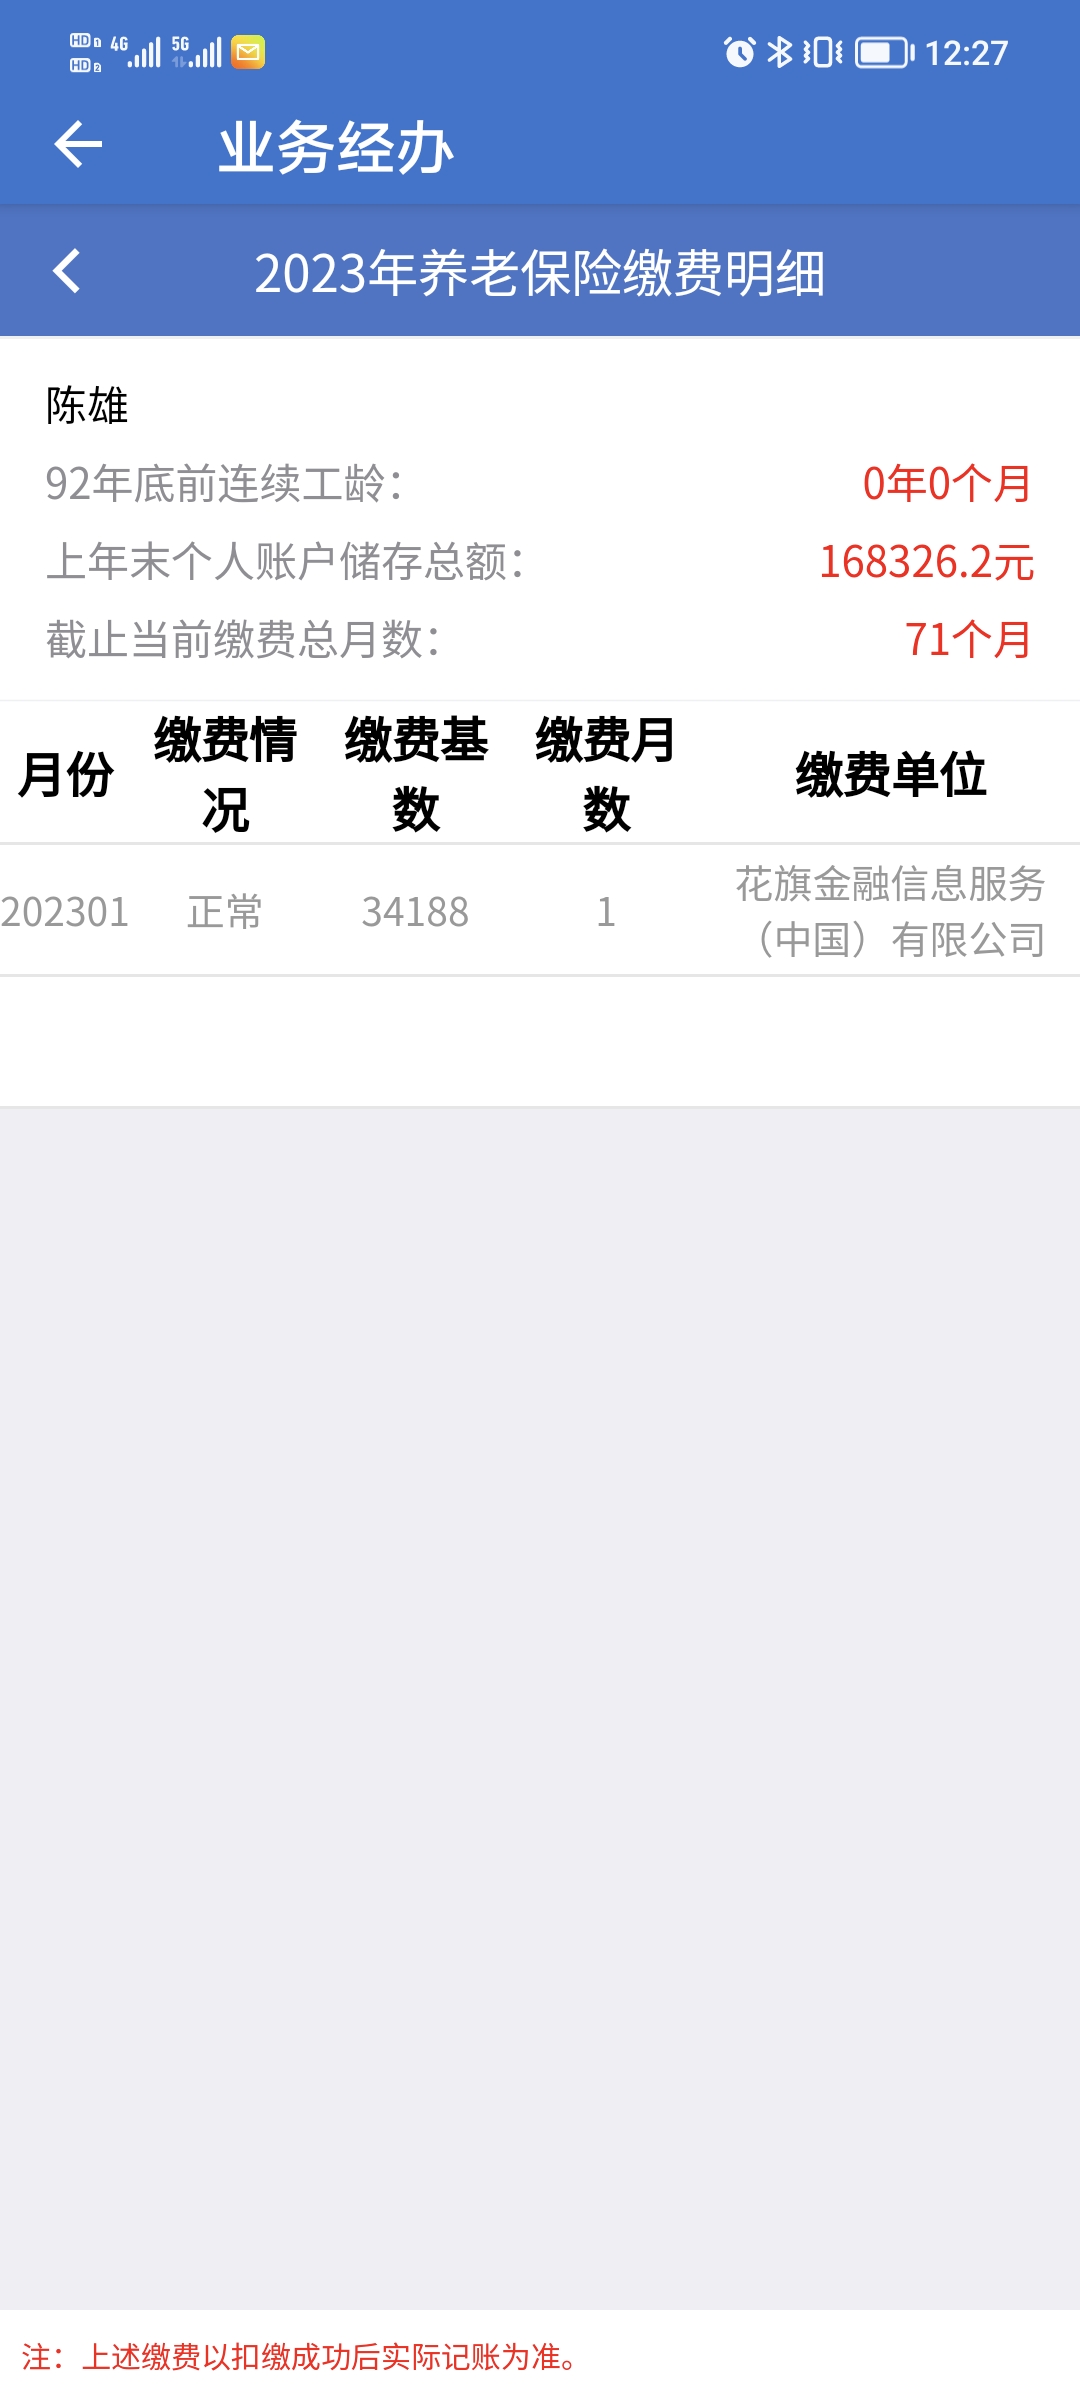 HD 1 4G 5G 12:27
HD 2
业务经办
2023年养老保险缴费明细
陈雄
92年底前连续工龄： 0年0个月
上年末个人账户储存总额： 168326.2元
截止当前缴费总月数： 71个月
月份 缴费情况 缴费基数 缴费月数 缴费单位
202301 正常 34188 1 花旗金融信息服务（中国）有限公司
注：上述缴费以扣缴成功后实际记账为准。